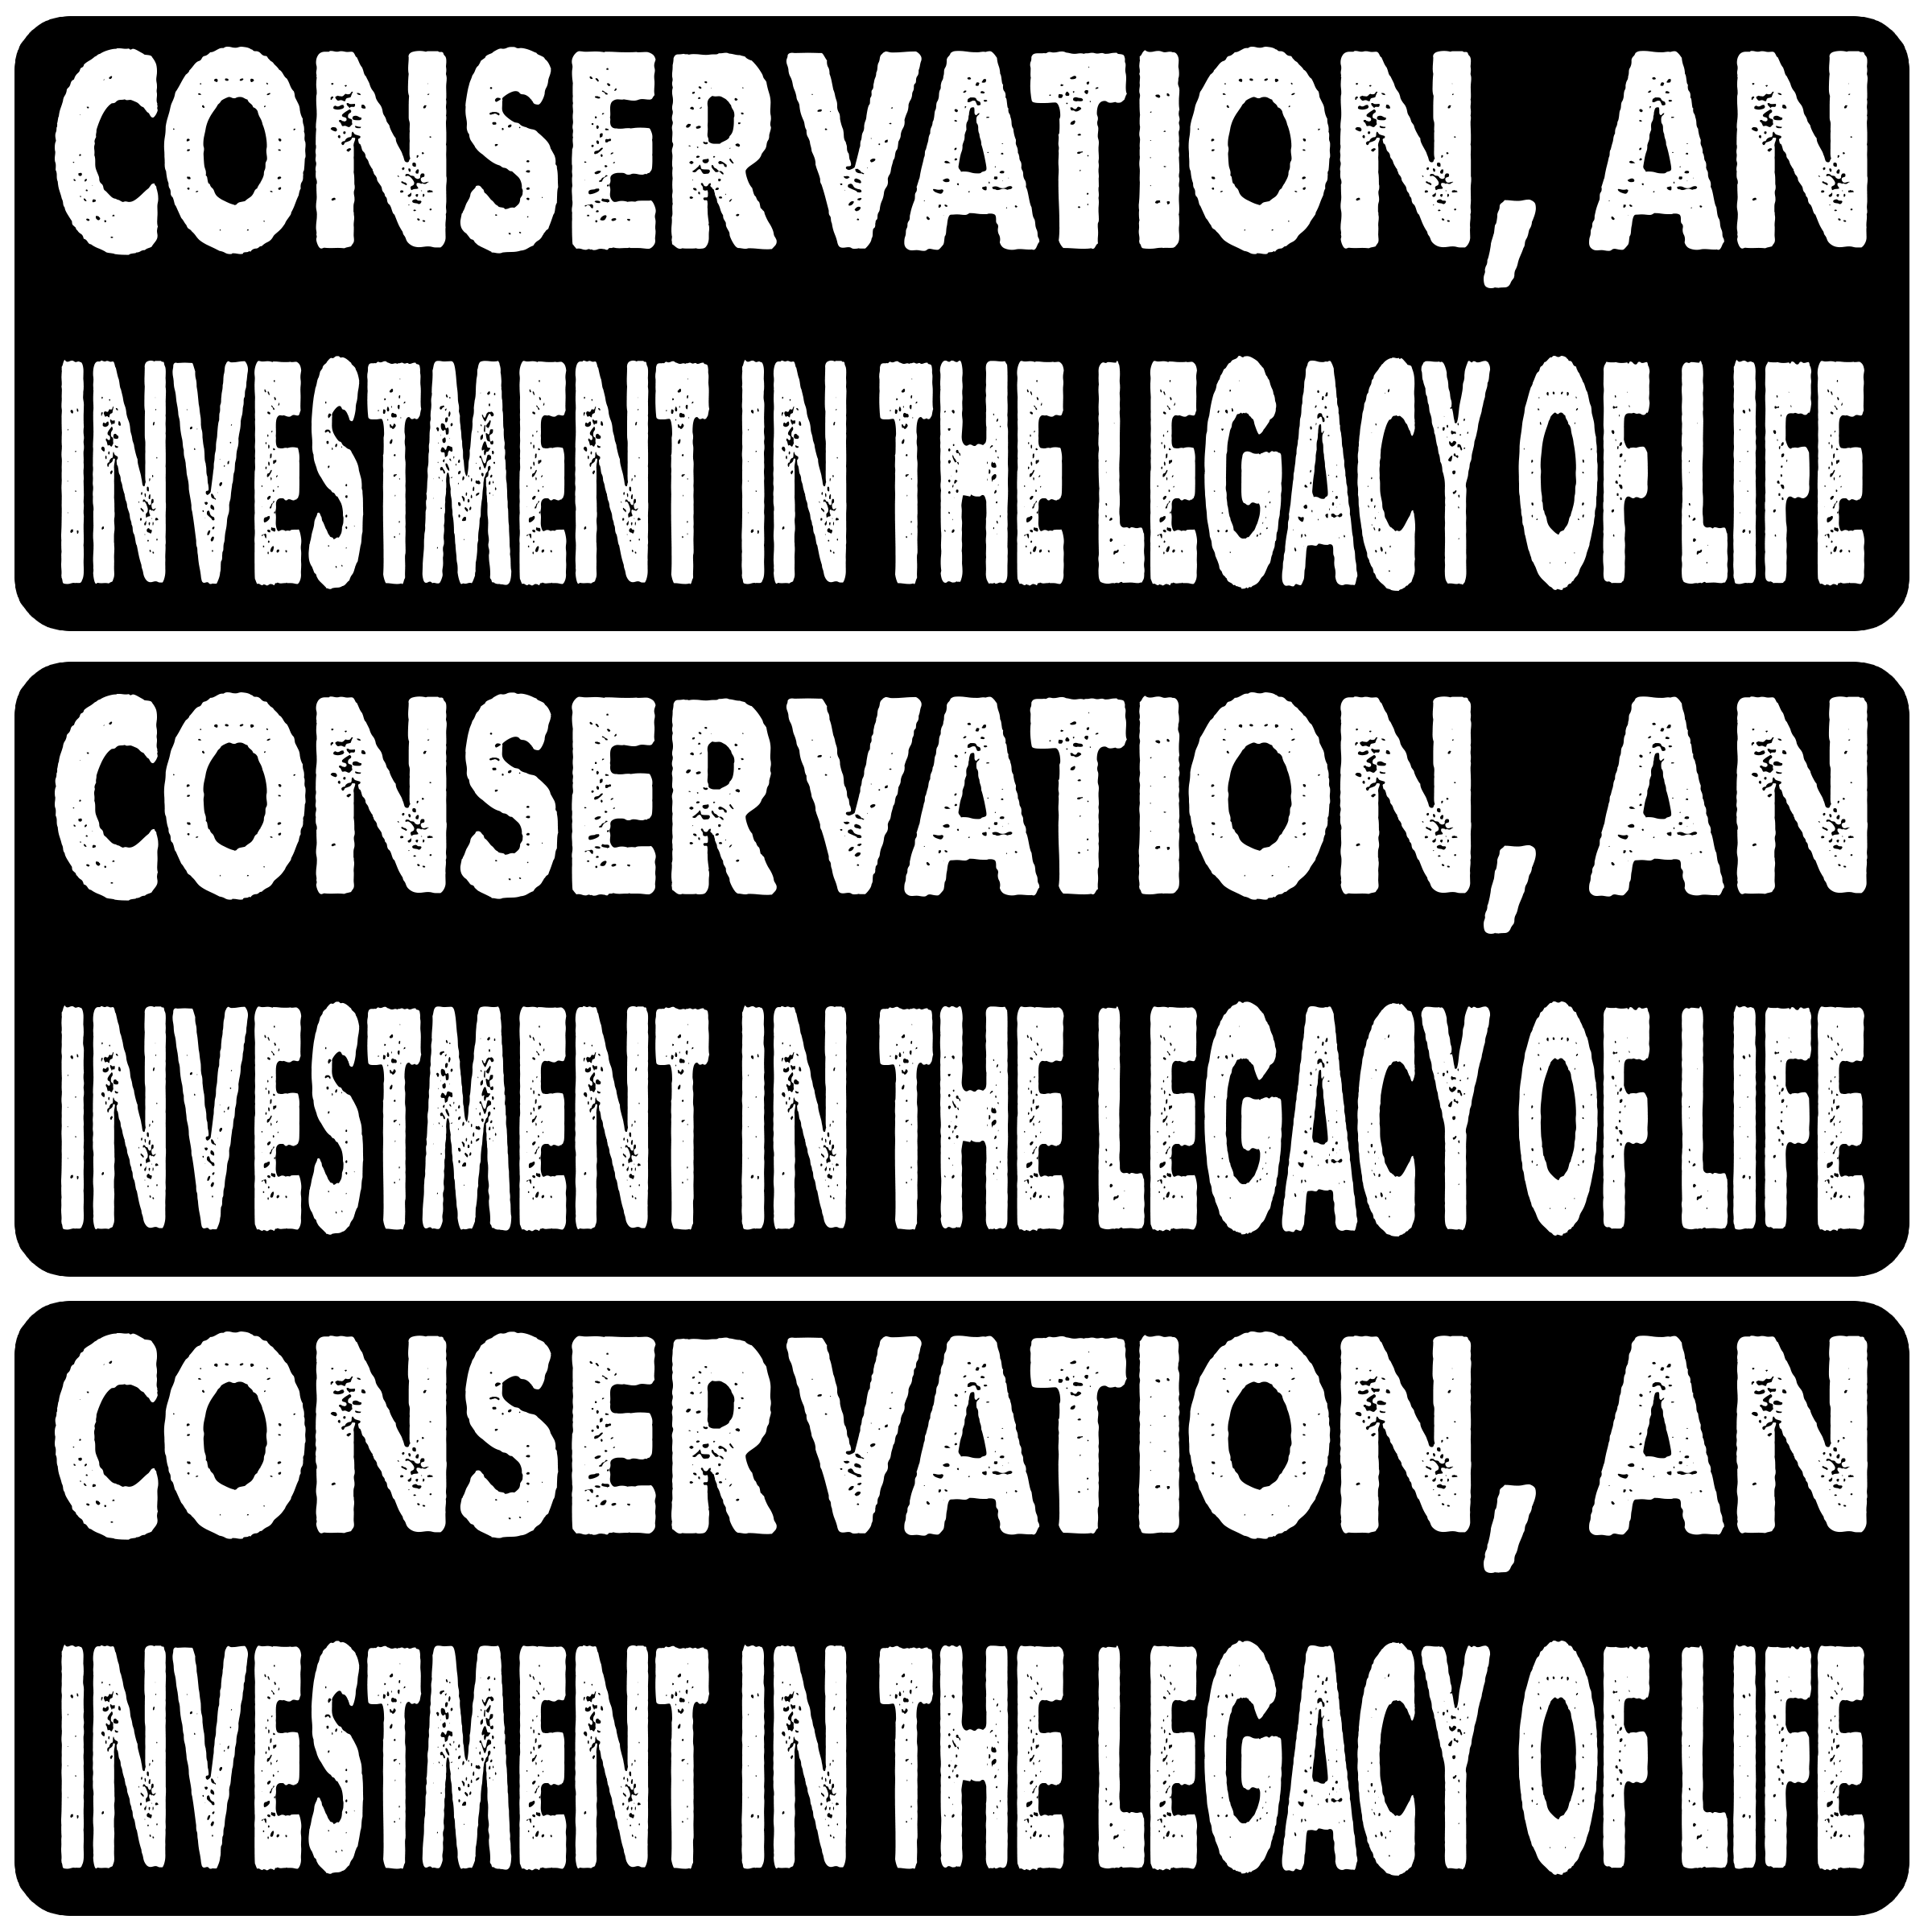 CONSERVATION, AN
INVESTMENT IN THE LEGACY OF LIFE
CONSERVATION, AN
INVESTMENT IN THE LEGACY OF LIFE
CONSERVATION, AN
INVESTMENT IN THE LEGACY OF LIFE